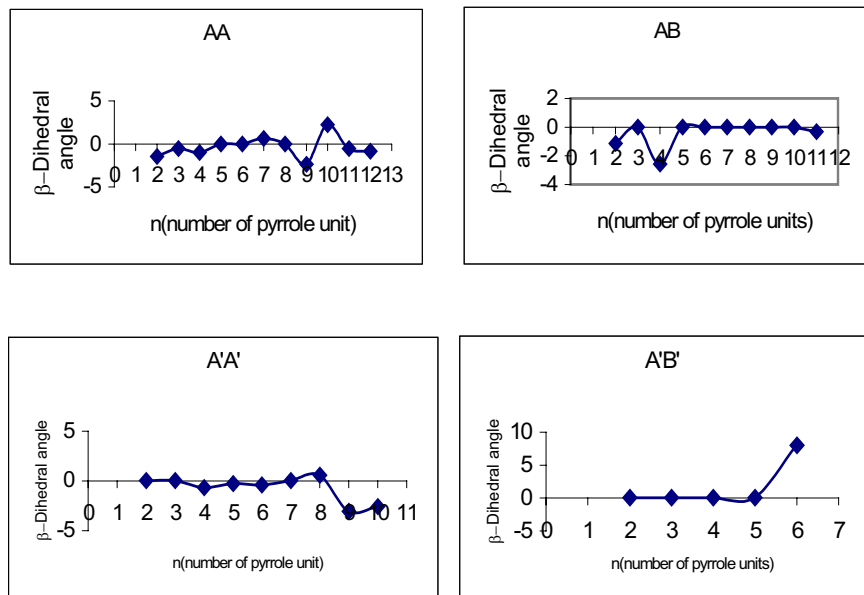 AA
β–Dihedral angle
5
0
-5
0 1 2 3 4 5 6 7 8 9 10 11 12 13
n(number of pyrrole unit)
AB
β–Dihedral angle
2
0
-2
-4
0 1 2 3 4 5 6 7 8 9 10 11 12
n(number of pyrrole units)
A'A'
β–Dihedral angle
5
0
-5
0 1 2 3 4 5 6 7 8 9 10 11
n(number of pyrrole unit)
A'B'
β–Dihedral angle
10
5
0
-5
0 1 2 3 4 5 6 7
n(number of pyrrole units)